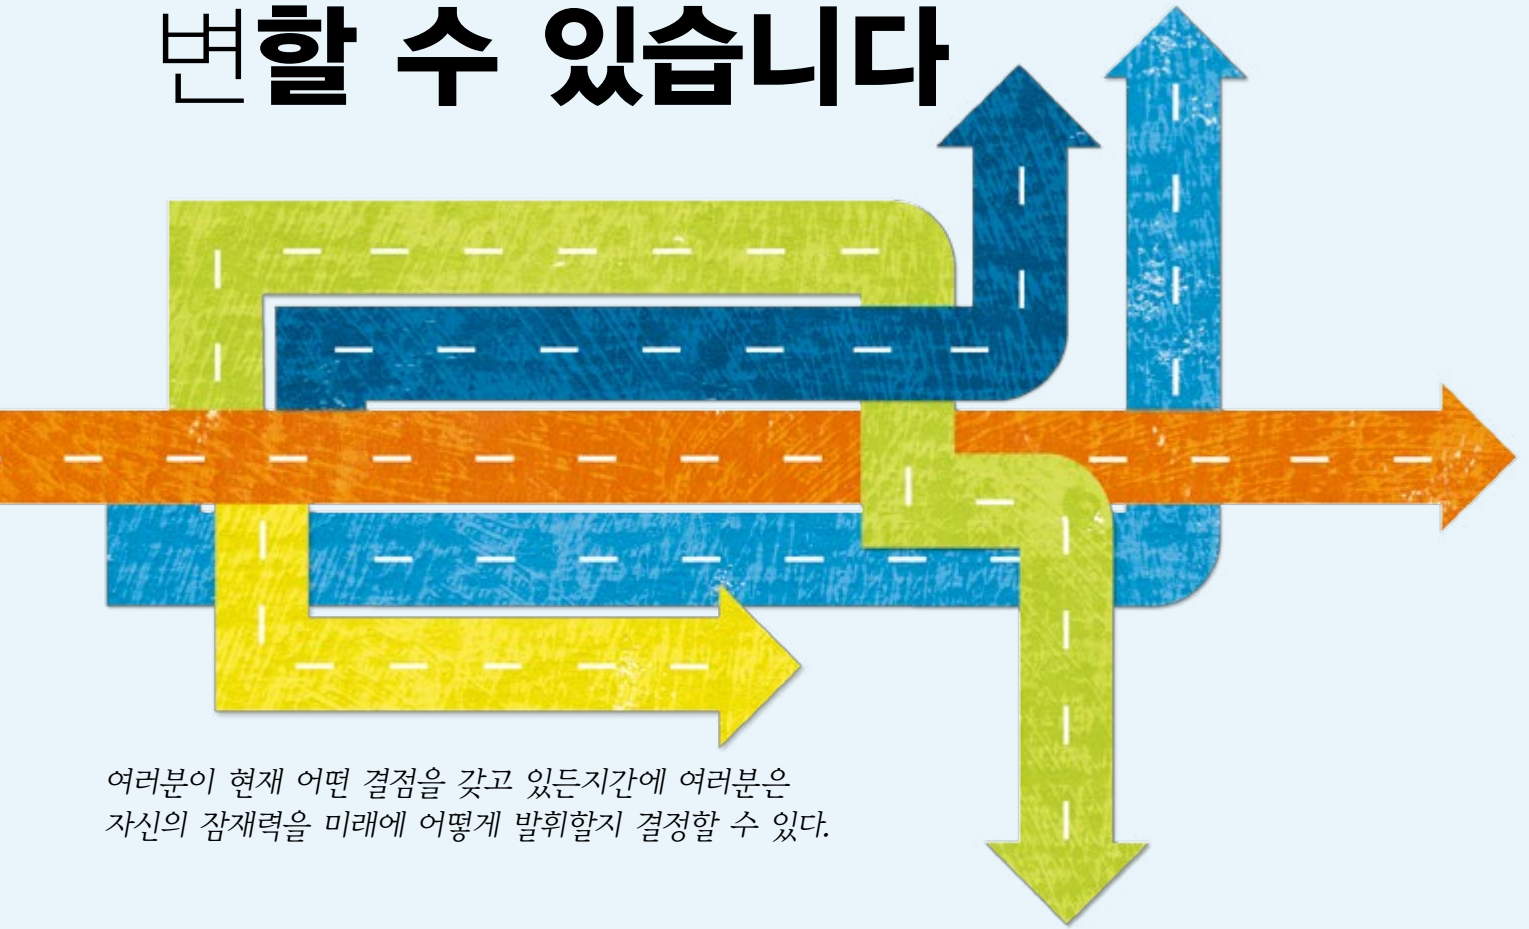 변할 수 있습니다
여러분이 현재 어떤 결점을 갖고 있든지간에 여러분은
자신의 잠재력을 미래에 어떻게 발휘할지 결정할 수 있다.